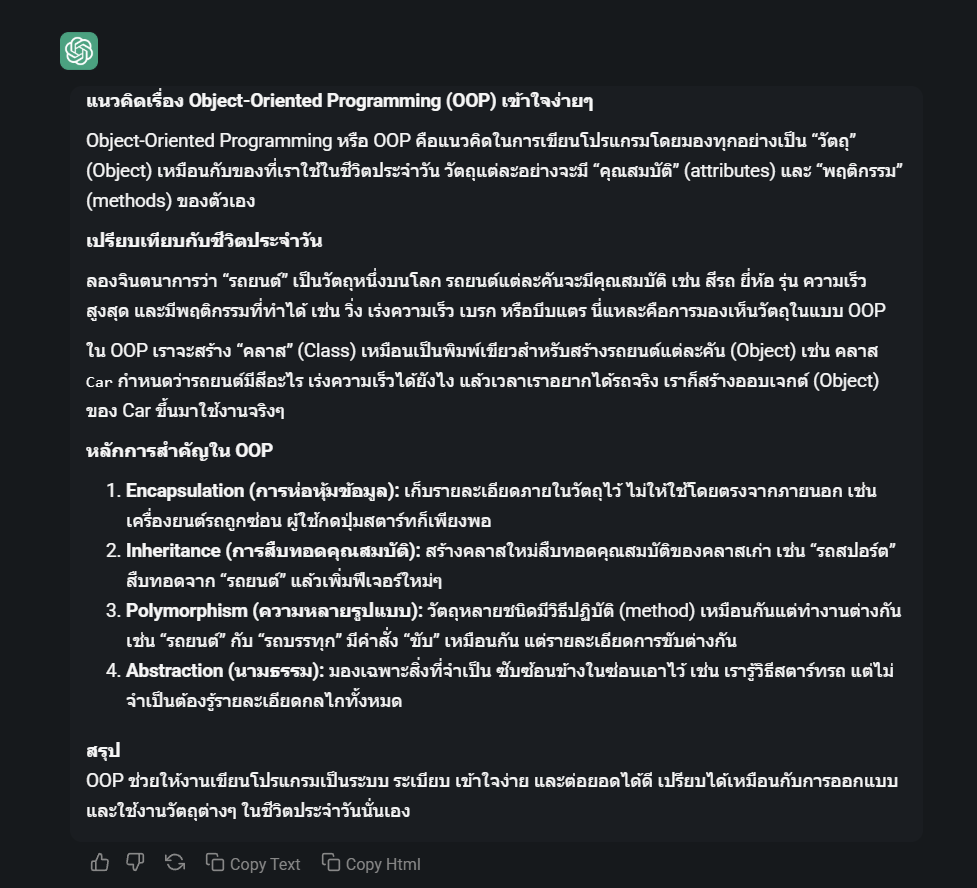 แนวคิดเรื่อง Object-Oriented Programming (OOP) เข้าใจง่ายๆ
Object-Oriented Programming หรือ OOP คือแนวคิดในการเขียนโปรแกรมโดยมองทุกอย่างเป็น “วัตถุ”
(Object) เหมือนกับของที่เราใช้ในชีวิตประจำวัน วัตถุแต่ละอย่างจะมี “คุณสมบัติ” (attributes) และ “พฤติกรรม”
(methods) ของตัวเอง
เปรียบเทียบกับชีวิตประจำวัน
ลองจินตนาการว่า “รถยนต์” เป็นวัตถุหนึ่งบนโลก รถยนต์แต่ละคันจะมีคุณสมบัติ เช่น สีรถ ยี่ห้อ รุ่น ความเร็ว
สูงสุด และมีพฤติกรรมที่ทำได้ เช่น วิ่ง เร่งความเร็ว เบรก หรือบีบแตร นี่แหละคือการมองเห็นวัตถุในแบบ OOP
ใน OOP เราจะสร้าง “คลาส” (Class) เหมือนเป็นพิมพ์เขียวสำหรับสร้างรถยนต์แต่ละคัน (Object) เช่น คลาส
Car กำหนดว่ารถยนต์มีสีอะไร เร่งความเร็วได้ยังไง แล้วเวลาเราอยากได้รถจริง เราก็สร้างออบเจกต์ (Object)
ของ Car ขึ้นมาใช้งานจริงๆ
หลักการสำคัญใน OOP
1. Encapsulation (การห่อหุ้มข้อมูล): เก็บรายละเอียดภายในวัตถุไว้ ไม่ให้ใช้โดยตรงจากภายนอก เช่น
เครื่องยนต์รถถูกซ่อน ผู้ใช้กดปุ่มสตาร์ทก็เพียงพอ
2. Inheritance (การสืบทอดคุณสมบัติ): สร้างคลาสใหม่สืบทอดคุณสมบัติของคลาสเก่า เช่น “รถสปอร์ต”
สืบทอดจาก “รถยนต์” แล้วเพิ่มฟีเจอร์ใหม่ๆ
3. Polymorphism (ความหลายรูปแบบ): วัตถุหลายชนิดมีวิธีปฏิบัติ (method) เหมือนกันแต่ทำงานต่างกัน
เช่น “รถยนต์” กับ “รถบรรทุก” มีคำสั่ง “ขับ” เหมือนกัน แต่รายละเอียดการขับต่างกัน
4. Abstraction (นามธรรม): มองเฉพาะสิ่งที่จำเป็น ซับซ้อนข้างในซ่อนเอาไว้ เช่น เรารู้วิธีสตาร์ทรถ แต่ไม่
จำเป็นต้องรู้รายละเอียดกลไกทั้งหมด
สรุป
OOP ช่วยให้งานเขียนโปรแกรมเป็นระบบ ระเบียบ เข้าใจง่าย และต่อยอดได้ดี เปรียบได้เหมือนกับการออกแบบ
และใช้งานวัตถุต่างๆ ในชีวิตประจำวันนั่นเอง
Copy Text Copy Html